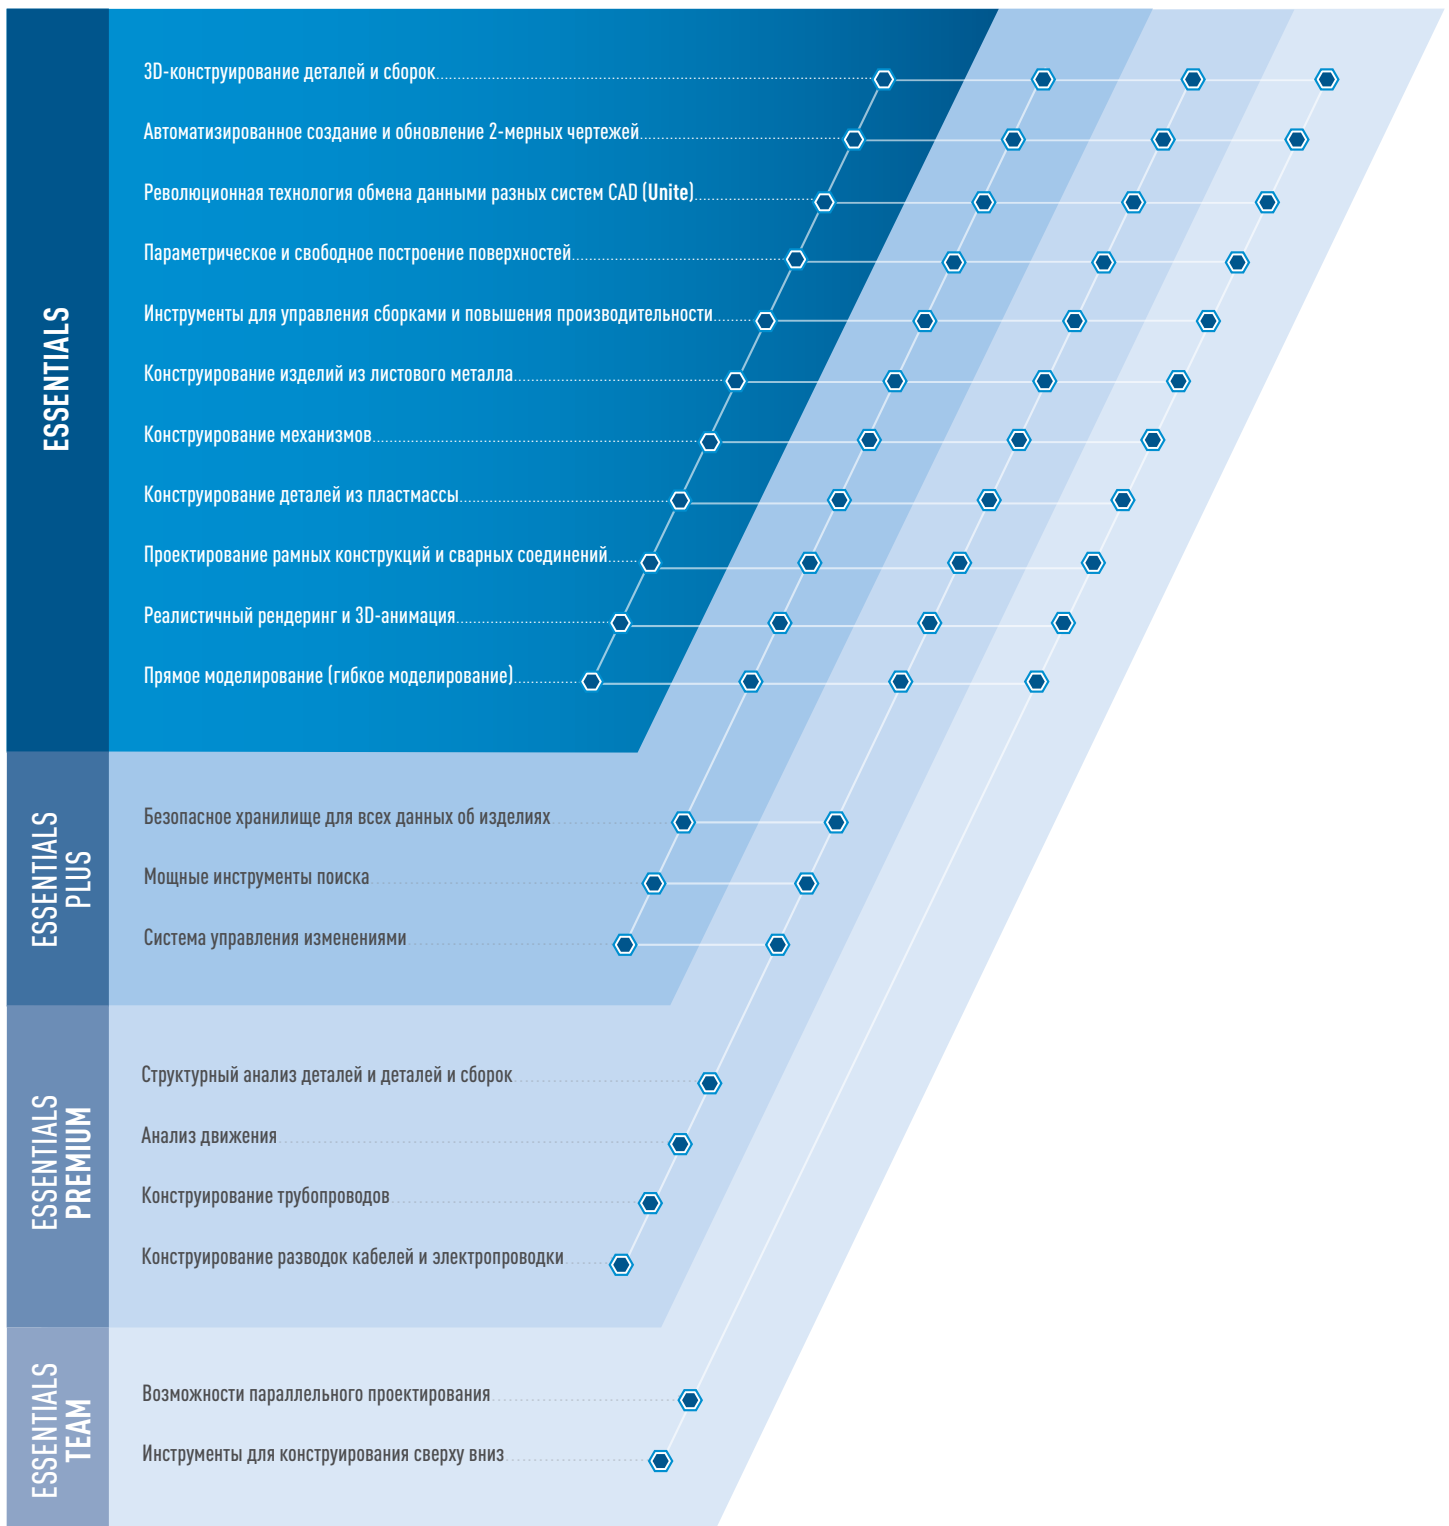 ESSENTIALS
3D-конструирование деталей и сборок
Автоматизированное создание и обновление 2-мерных чертежей
Революционная технология обмена данными разных систем CAD (Unite)
Параметрическое и свободное построение поверхностей
Инструменты для управления сборками и повышения производительности
Конструирование изделий из листового металла
Конструирование механизмов
Конструирование деталей из пластмассы
Проектирование рамных конструкций и сварных соединений
Реалистичный рендеринг и 3D-анимация
Прямое моделирование (гибкое моделирование)
ESSENTIALS
PLUS
Безопасное хранилище для всех данных об изделиях
Мощные инструменты поиска
Система управления изменениями
ESSENTIALS
PREMIUM
Структурный анализ деталей и деталей и сборок
Анализ движения
Конструирование трубопроводов
Конструирование разводок кабелей и электропроводки
ESSENTIALS
TEAM
Возможности параллельного проектирования
Инструменты для конструирования сверху вниз